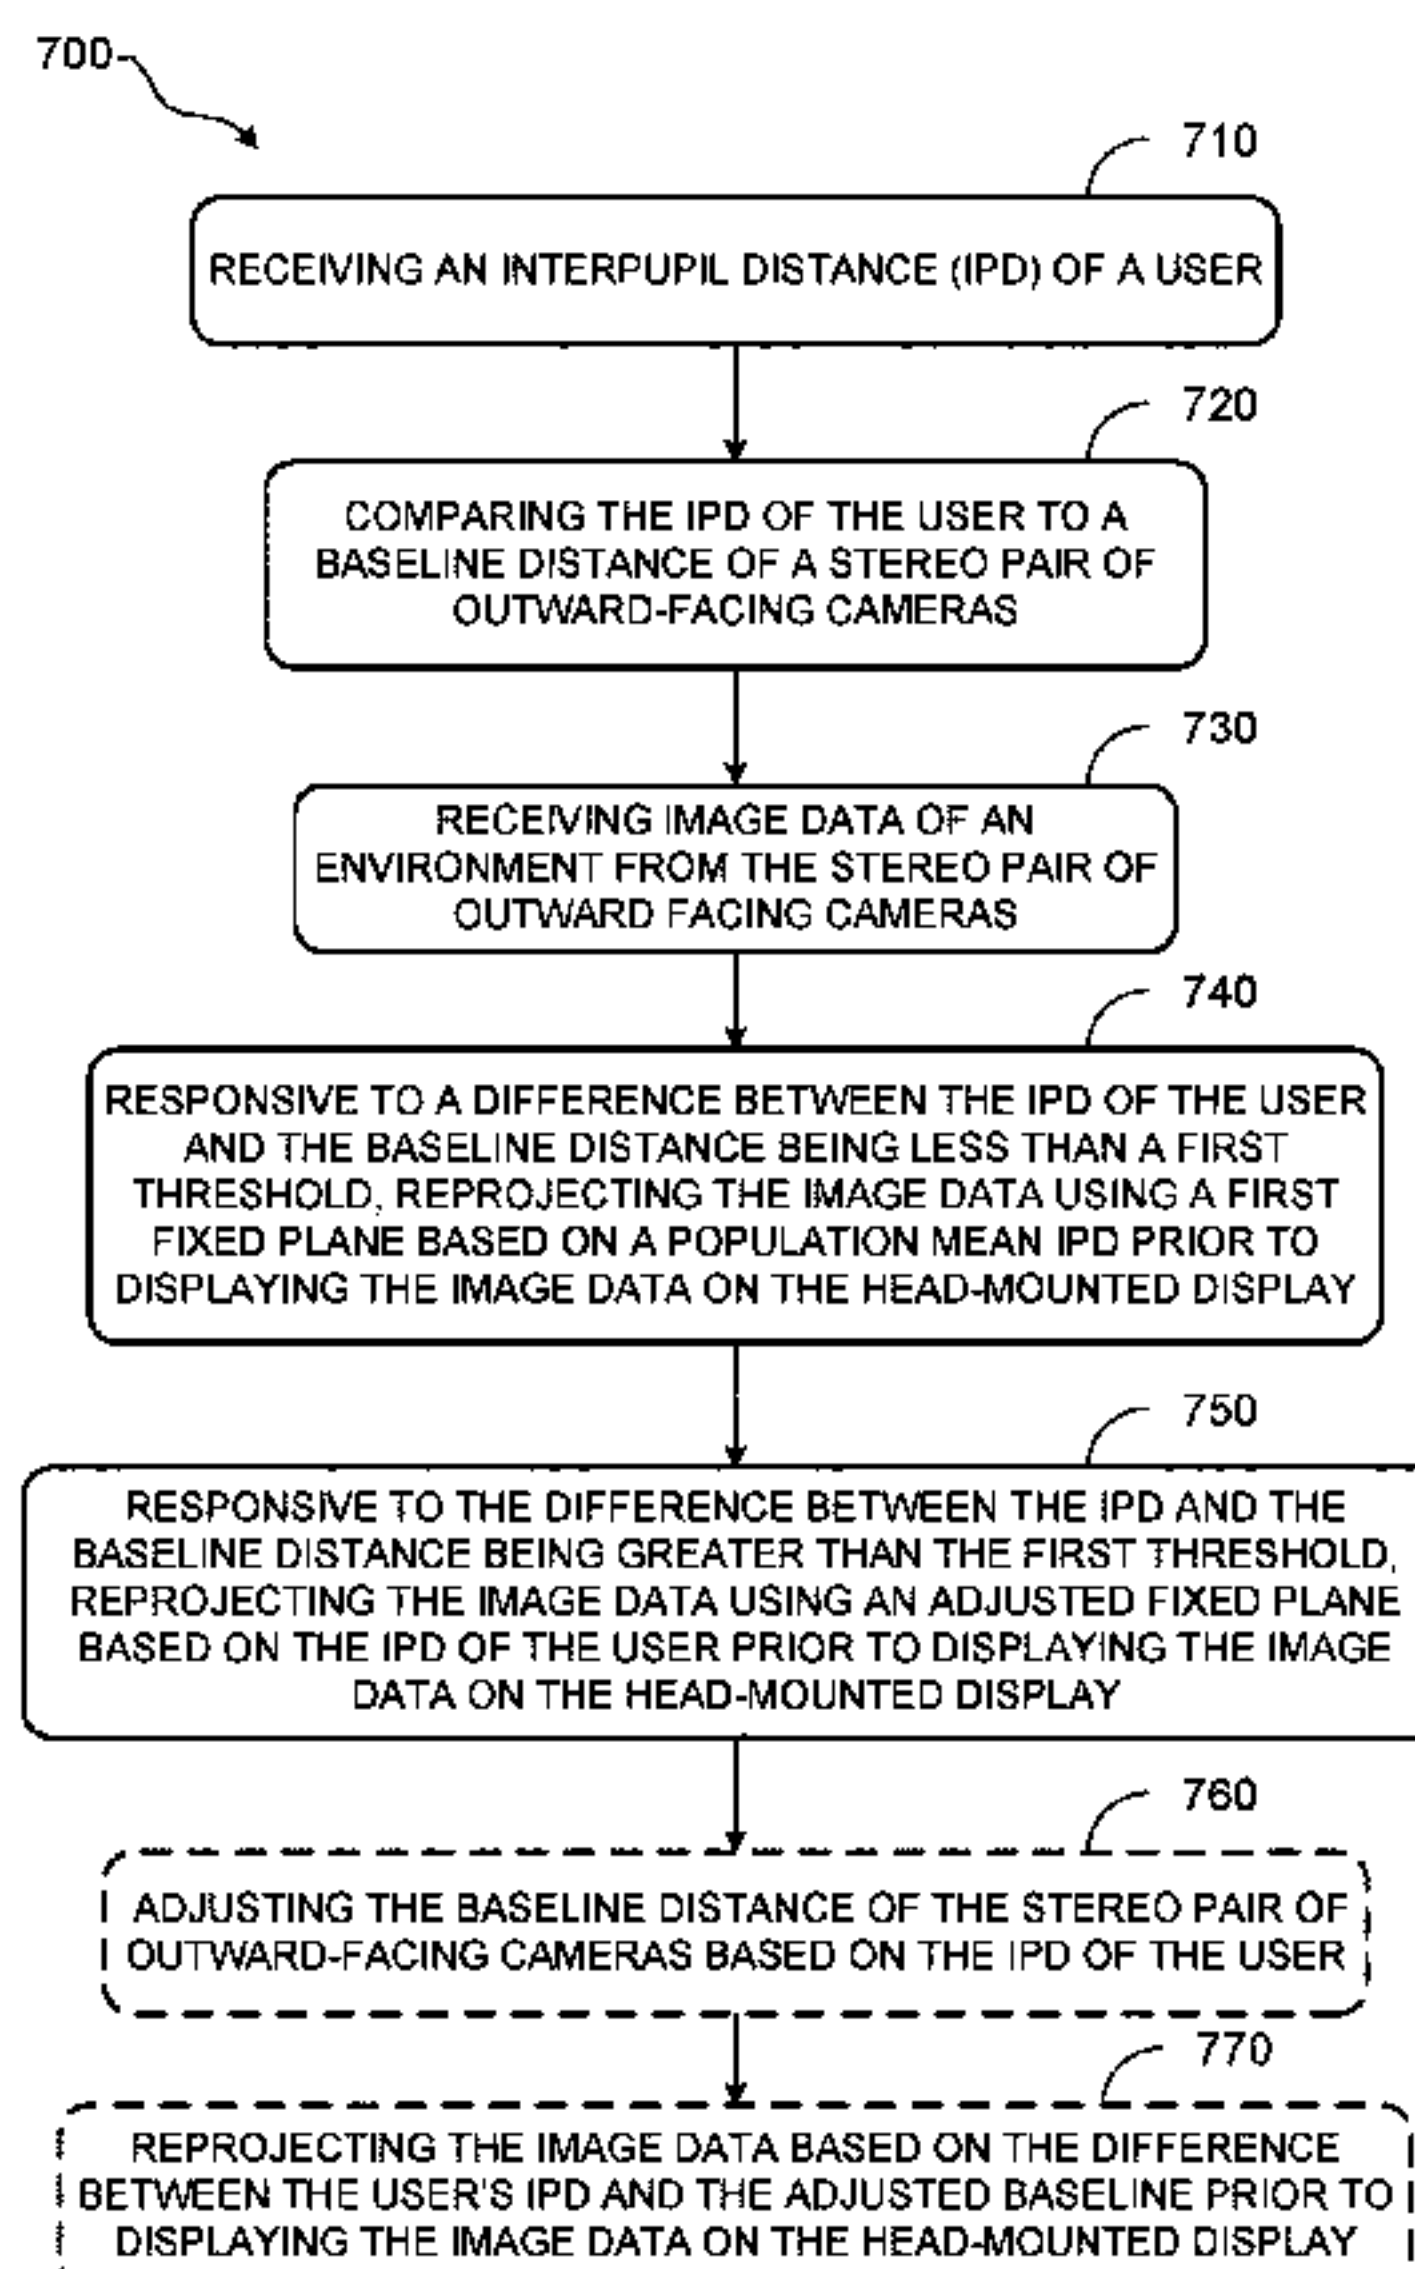 700
710
RECEIVING AN INTERPUPIL DISTANCE (IPD) OF A USER
720
COMPARING THE IPD OF THE USER TO A
BASELINE DISTANCE OF A STEREO PAIR OF
OUTWARD-FACING CAMERAS
730
RECEIVING IMAGE DATA OF AN
ENVIRONMENT FROM THE STEREO PAIR OF
OUTWARD FACING CAMERAS
740
RESPONSIVE TO A DIFFERENCE BETWEEN THE IPD OF THE USER
AND THE BASELINE DISTANCE BEING LESS THAN A FIRST
THRESHOLD, REPROJECTING THE IMAGE DATA USING A FIRST
FIXED PLANE BASED ON A POPULATION MEAN IPD PRIOR TO
DISPLAYING THE IMAGE DATA ON THE HEAD-MOUNTED DISPLAY
750
RESPONSIVE TO THE DIFFERENCE BETWEEN THE IPD AND THE
BASELINE DISTANCE BEING GREATER THAN THE FIRST THRESHOLD,
REPROJECTING THE IMAGE DATA USING AN ADJUSTED FIXED PLANE
BASED ON THE IPD OF THE USER PRIOR TO DISPLAYING THE IMAGE
DATA ON THE HEAD-MOUNTED DISPLAY
760
ADJUSTING THE BASELINE DISTANCE OF THE STEREO PAIR OF
OUTWARD-FACING CAMERAS BASED ON THE IPD OF THE USER
770
REPROJECTING THE IMAGE DATA BASED ON THE DIFFERENCE
BETWEEN THE USER'S IPD AND THE ADJUSTED BASELINE PRIOR TO
DISPLAYING THE IMAGE DATA ON THE HEAD-MOUNTED DISPLAY